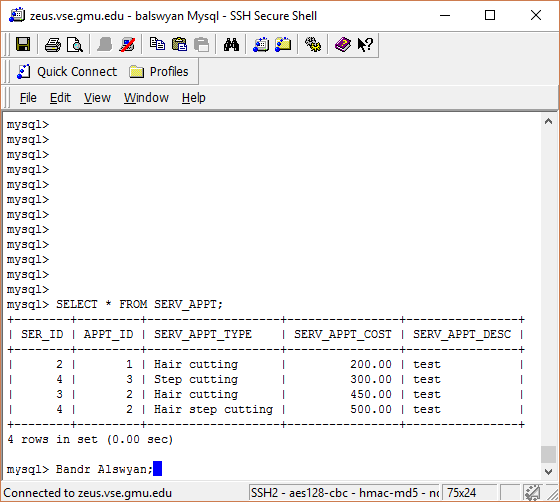 zeus.vse.gmu.edu - balswyan Mysql - SSH Secure Shell
Quick Connect Profiles
File Edit View Window Help
mysql>
mysql>
mysql>
mysql>
mysql>
mysql>
mysql>
mysql>
mysql>
mysql>
mysql>
mysql>
mysql> SELECT * FROM SERV_APPT;
+--------+---------+------------------+----------------+----------------+
| SER_ID | APPT_ID | SERV_APPT_TYPE | SERV_APPT_COST | SERV_APPT_DESC |
+--------+---------+------------------+----------------+----------------+
| 2 | 1 | Hair cutting | 200.00 | test |
| 4 | 3 | Step cutting | 300.00 | test |
| 3 | 2 | Hair cutting | 450.00 | test |
| 4 | 2 | Hair step cutting | 500.00 | test |
+--------+---------+------------------+----------------+----------------+
4 rows in set (0.00 sec)
mysql> Bandr Alswyan;
Connected to zeus.vse.gmu.edu SSH2 - aes128-cbc - hmac-md5 - no 75x24